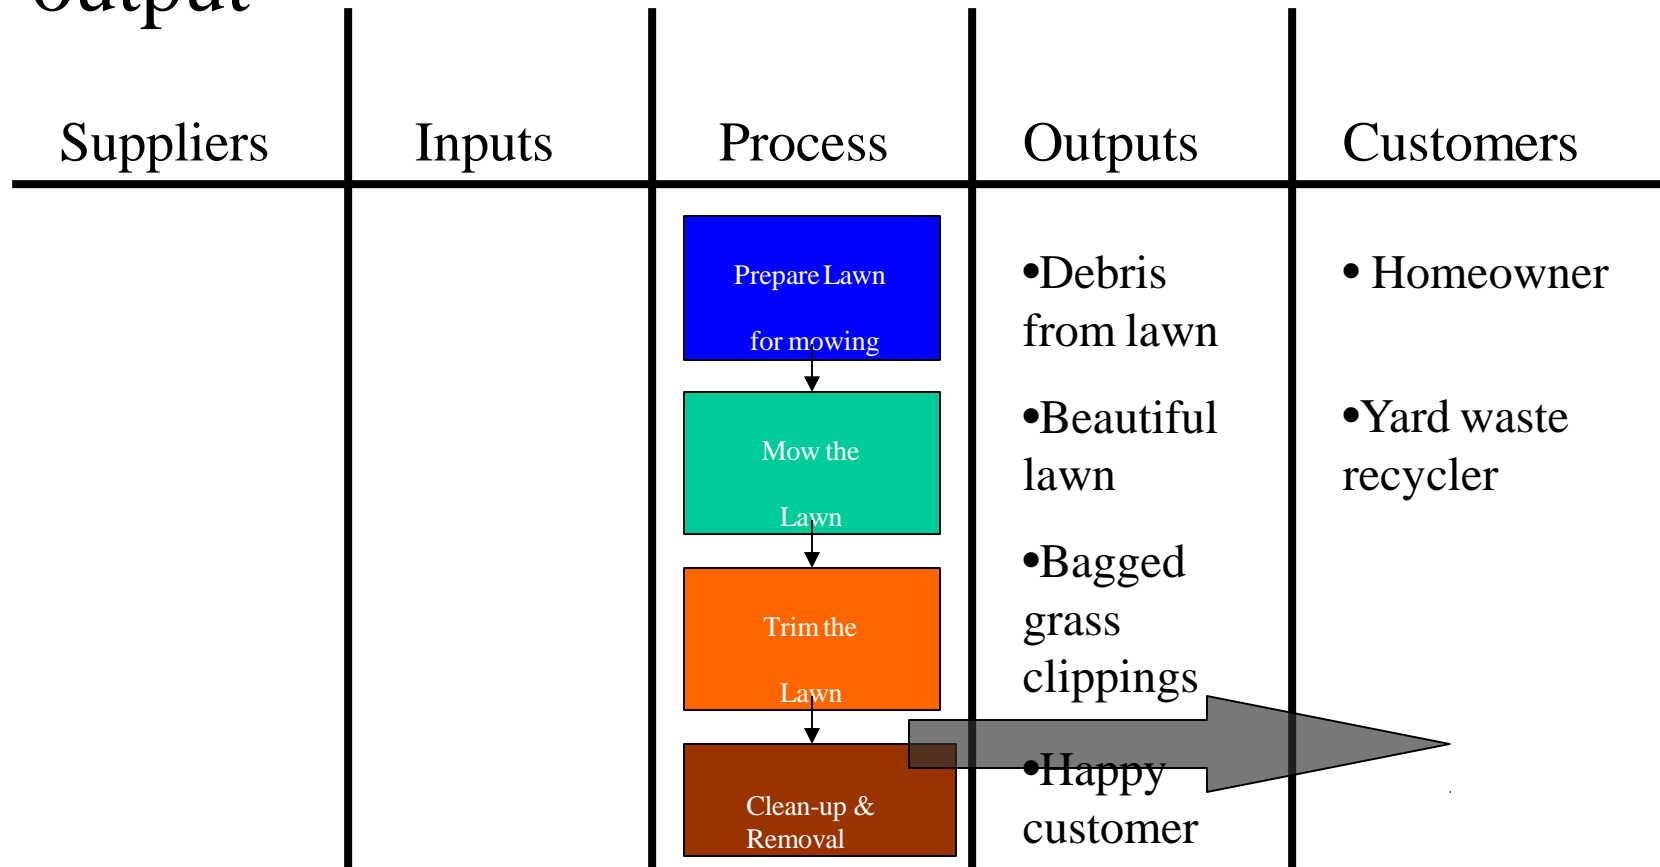 output
Suppliers
Inputs
Process
Outputs
Customers
Prepare Lawn
for mowing
Mow the
Lawn
Trim the
Lawn
Clean-up &
Removal
•Debris
from lawn
•Beautiful
lawn
•Bagged
grass
clippings
•Happy
customer
• Homeowner
•Yard waste
recycler